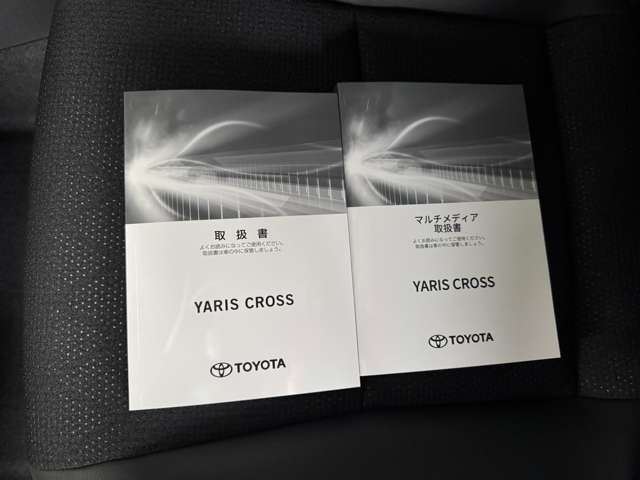 取扱書
よくお読みになってご使用ください。
取扱書は車の中に保管しましょう。
YARIS CROSS
TOYOTA
マルチメディア
取扱書
よくお読みになってご使用ください。
取扱書は車の中に保管しましょう。
YARIS CROSS
TOYOTA